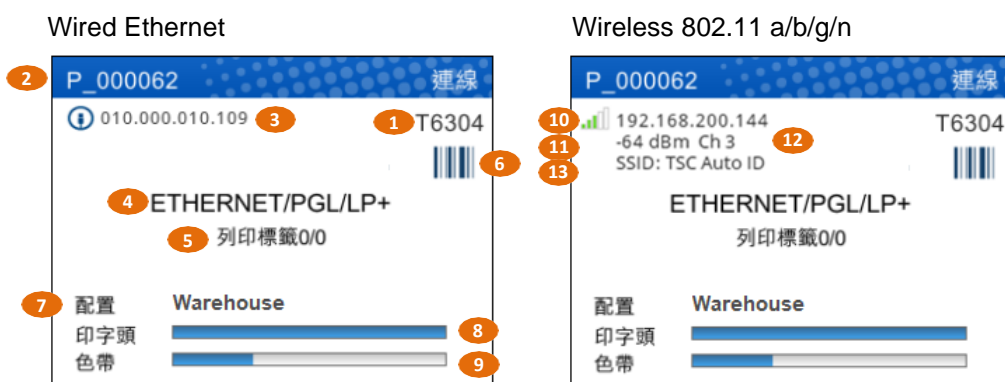 Wired Ethernet
P_000062 連線
2
010.000.010.109 3 1 T6304
6
4 ETHERNET/PGL/LP+
5 列印標籤0/0
7 配置 Warehouse
印字頭 8
色帶 9
Wireless 802.11 a/b/g/n
P_000062 連線
10 192.168.200.144 T6304
11 -64 dBm Ch 3 12
13 SSID: TSC Auto ID
ETHERNET/PGL/LP+
列印標籤0/0
配置 Warehouse
印字頭
色帶